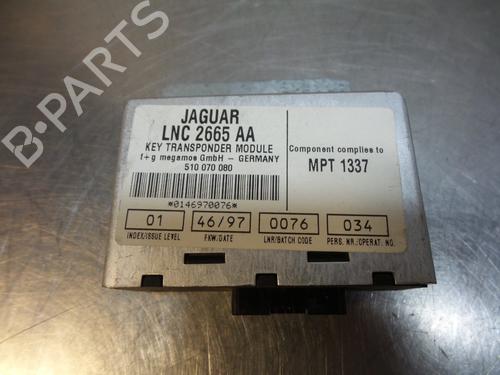 JAGUAR
LNC 2665 AA
KEY TRANSPONDER MODULE
f+g megamos GmbH – GERMANY
510 070 080
*0146970076*
Component complies to
MPT 1337
01 46/97 0076 034
INDEX/ISSUE LEVEL FKW/DATE LNR/BATCH CODE PERS. NR./OPERAT. NO.
B-PARTS